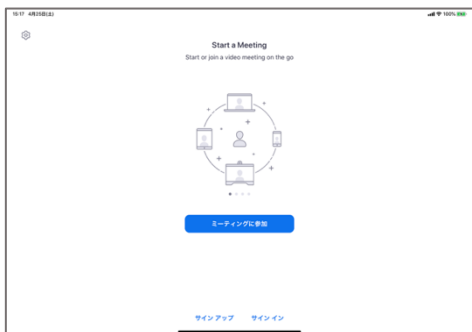 15:17 4月25日(土)
100%
Start a Meeting
Start or join a video meeting on the go
ミーティングに参加
サイン アップ サイン イン